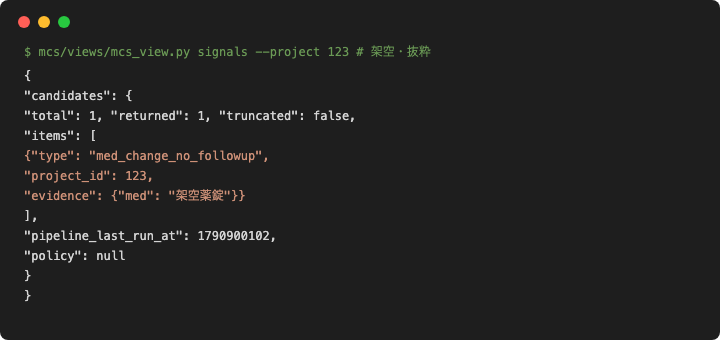 $ mcs/views/mcs_view.py signals --project 123 # 架空・抜粋
{
"candidates": {
"total": 1, "returned": 1, "truncated": false,
"items": [
{"type": "med_change_no_followup",
"project_id": 123,
"evidence": {"med": "架空薬錠"}}
],
"pipeline_last_run_at": 1790900102,
"policy": null
}
}